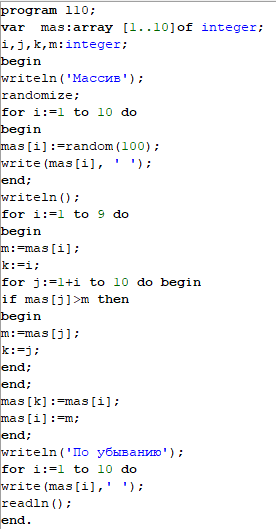 program l10;
var  mas:array [1..10]of integer;
i,j,k,m:integer;
begin
writeln('Массив');
randomize;
for i:=1 to 10 do
begin
mas[i]:=random(100);
write(mas[i], ' ');
end;
writeln();
for i:=1 to 9 do
begin
m:=mas[i];
k:=i;
for j:=1+i to 10 do begin
if mas[j]>m then
begin
m:=mas[j];
k:=j;
end;
end;
mas[k]:=mas[i];
mas[i]:=m;
end;
writeln('По убыванию');
for i:=1 to 10 do
write(mas[i],' ');
readln();
end.